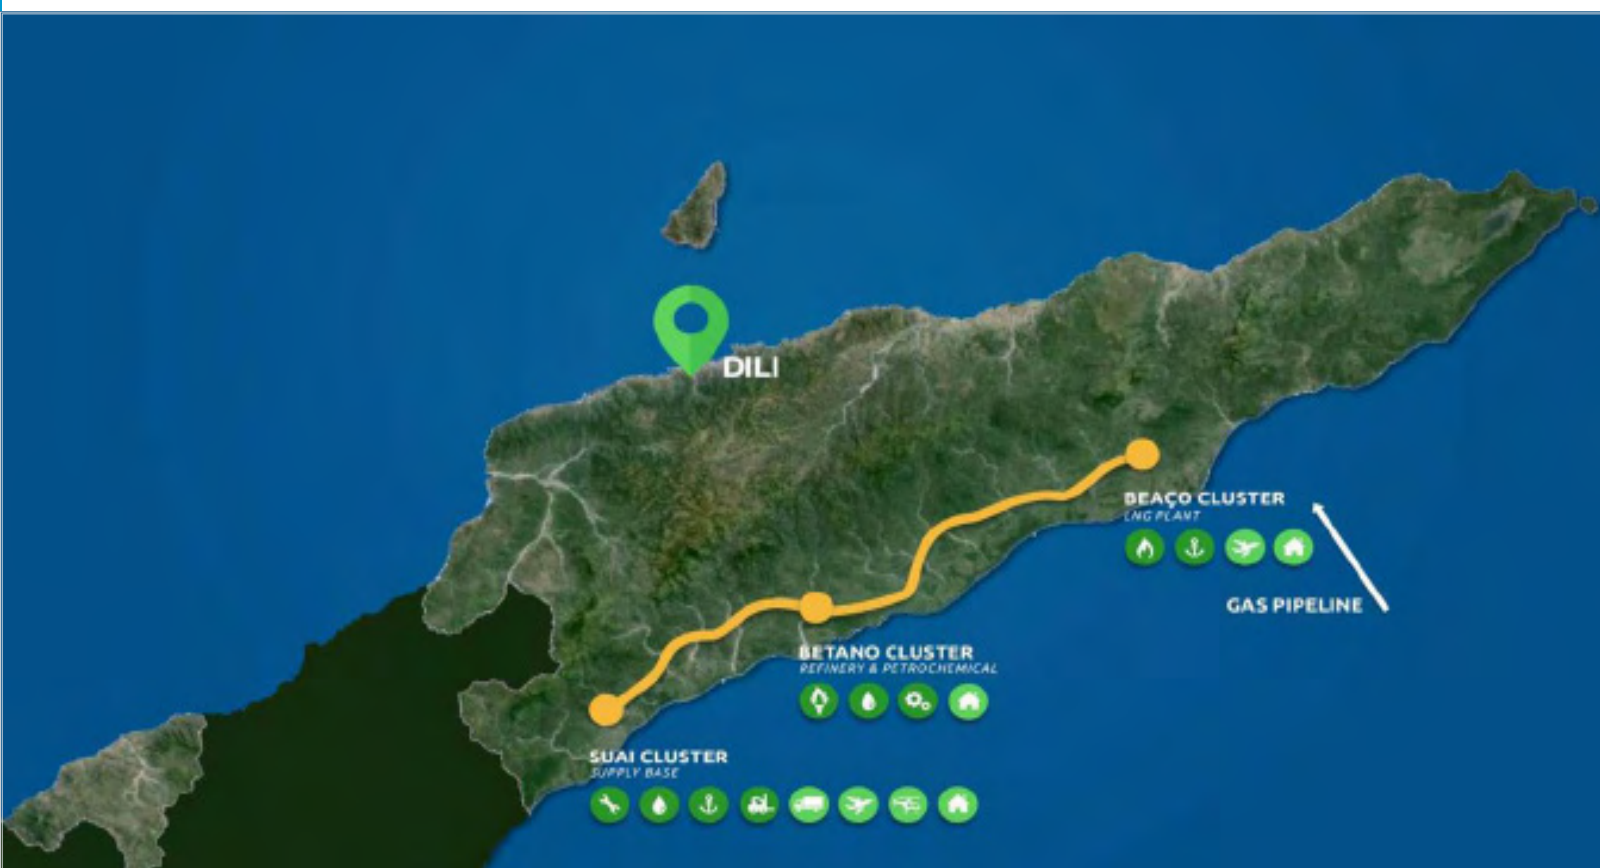 DILI
BEAÇO CLUSTER
LNG PLANT
GAS PIPELINE
BETANO CLUSTER
REFINERY & PETROCHEMICAL
SUAI CLUSTER
SUPPLY BASE